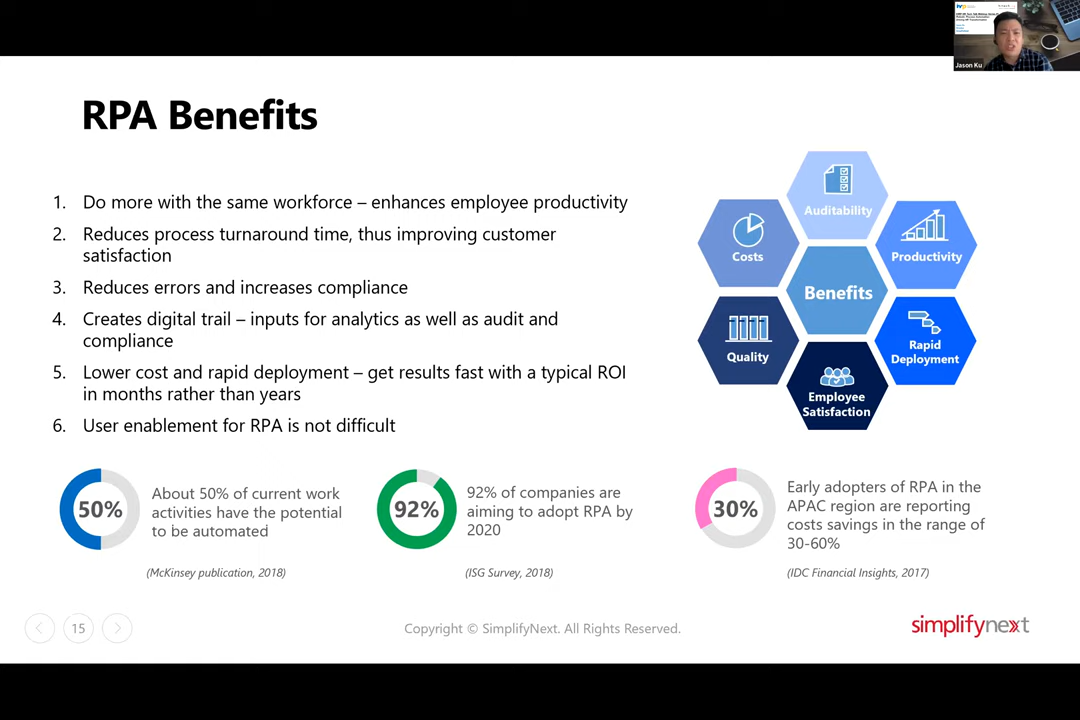 Jason Ku
RPA Benefits
1. Do more with the same workforce – enhances employee productivity
2. Reduces process turnaround time, thus improving customer
satisfaction
3. Reduces errors and increases compliance
4. Creates digital trail – inputs for analytics as well as audit and
compliance
5. Lower cost and rapid deployment – get results fast with a typical ROI
in months rather than years
6. User enablement for RPA is not difficult
Auditability
Costs
Productivity
Benefits
Quality
Rapid
Deployment
Employee
Satisfaction
50%
About 50% of current work
activities have the potential
to be automated
(McKinsey publication, 2018)
92%
92% of companies are
aiming to adopt RPA by
2020
(ISG Survey, 2018)
30%
Early adopters of RPA in the
APAC region are reporting
costs savings in the range of
30-60%
(IDC Financial Insights, 2017)
15
Copyright © SimplifyNext. All Rights Reserved.
simplifynext